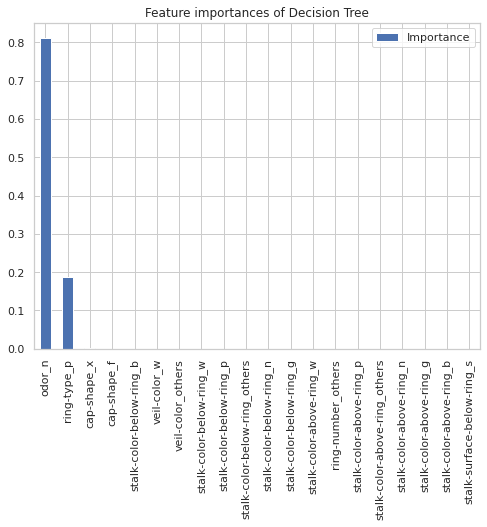 Feature importances of Decision Tree
Importance
0.8
0.7
0.6
0.5
0.4
0.3
0.2
0.1
0.0
odor_n
ring-type_p
cap-shape_x
cap-shape_f
stalk-color-below-ring_b
veil-color_w
veil-color_others
stalk-color-below-ring_w
stalk-color-below-ring_p
stalk-color-below-ring_others
stalk-color-below-ring_n
stalk-color-below-ring_g
stalk-color-above-ring_w
ring-number_others
stalk-color-above-ring_p
stalk-color-above-ring_others
stalk-color-above-ring_n
stalk-color-above-ring_g
stalk-color-above-ring_b
stalk-surface-below-ring_s